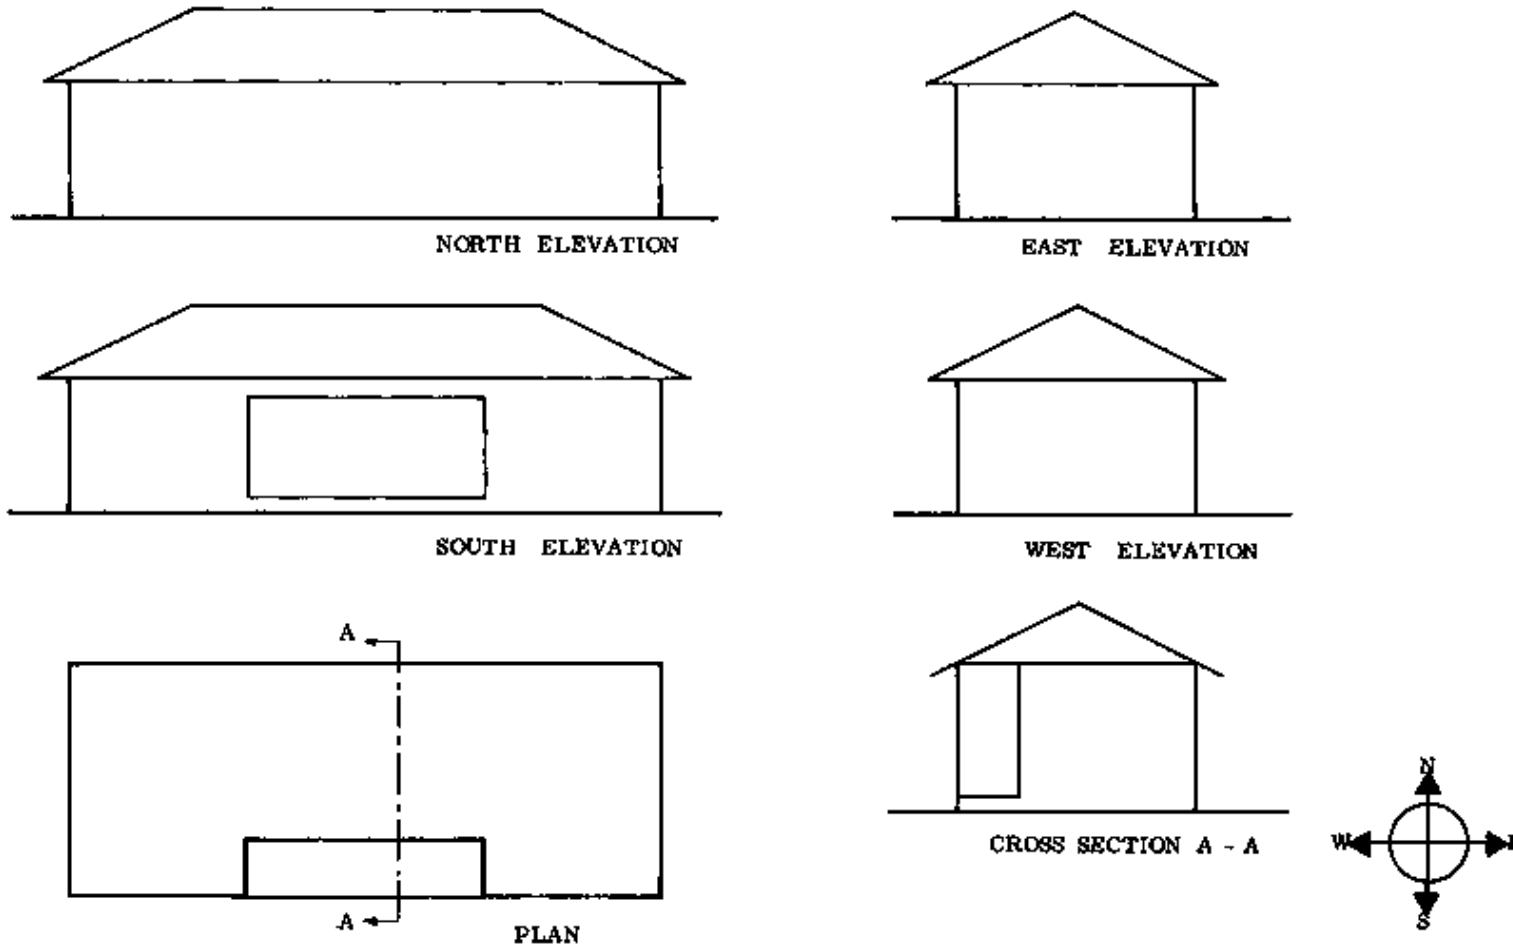 NORTH ELEVATION
EAST ELEVATION
SOUTH ELEVATION
WEST ELEVATION
A
A
PLAN
CROSS SECTION A - A
N
W
S